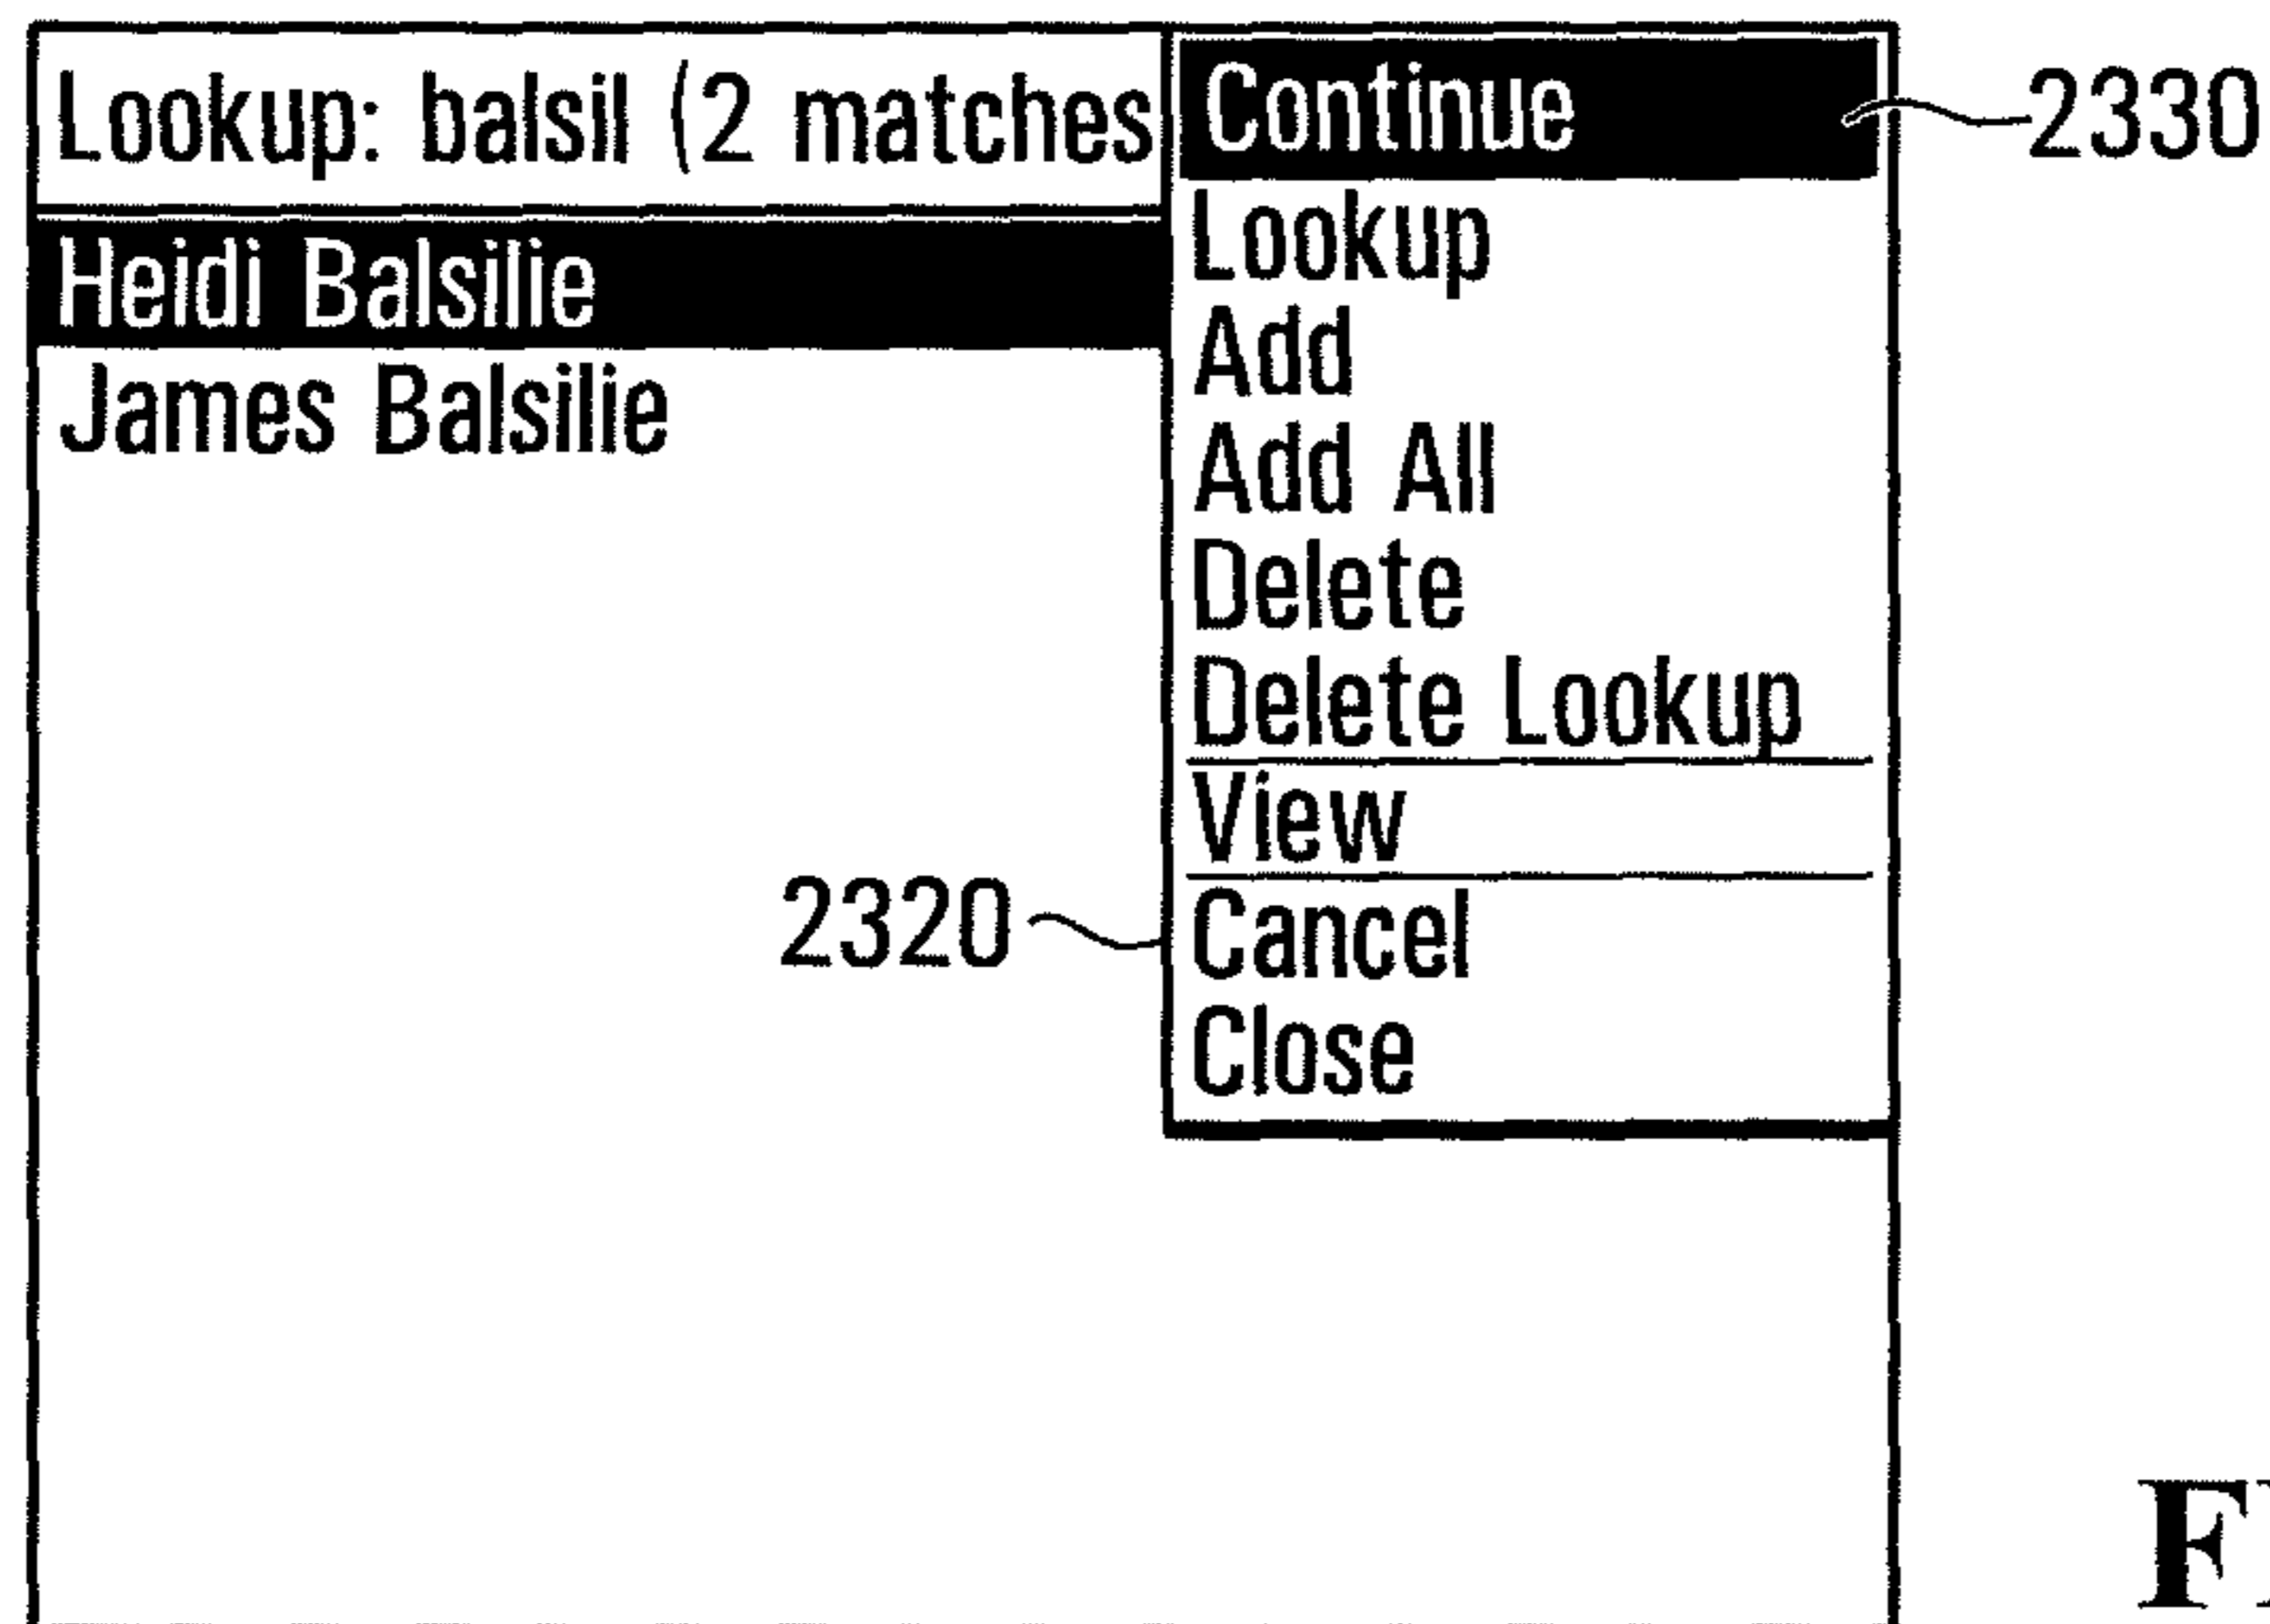 Lookup: balsil (2 matches
Heidi Balsilie
James Balsilie
Continue
Lookup
Add
Add All
Delete
Delete Lookup
View
Cancel
Close
2330
2320